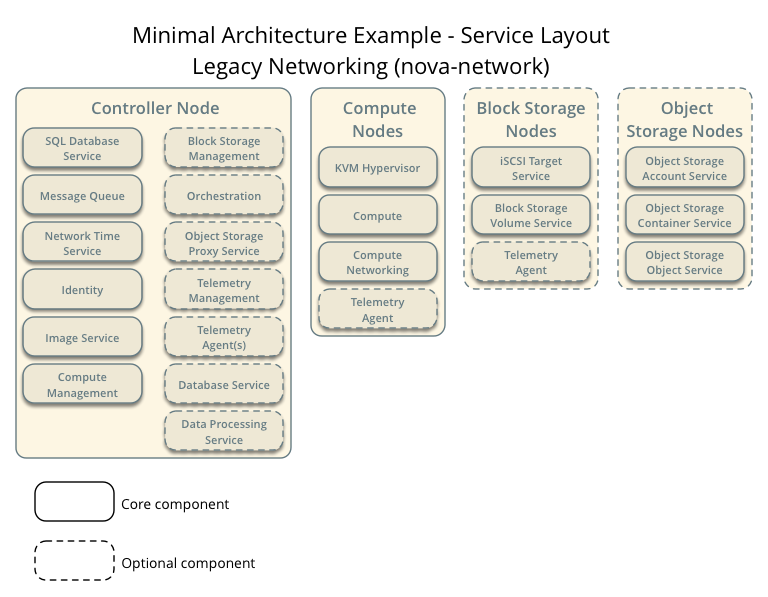 Minimal Architecture Example - Service Layout
Legacy Networking (nova-network)
Controller Node
SQL Database
Service
Message Queue
Network Time
Service
Identity
Image Service
Compute
Management
Block Storage
Management
Orchestration
Object Storage
Proxy Service
Telemetry
Management
Telemetry
Agent(s)
Database Service
Data Processing
Service
Compute
Nodes
KVM Hypervisor
Compute
Compute
Networking
Telemetry
Agent
Block Storage
Nodes
iSCSI Target
Service
Block Storage
Volume Service
Telemetry
Agent
Object
Storage Nodes
Object Storage
Account Service
Object Storage
Container Service
Object Storage
Object Service
Core component
Optional component